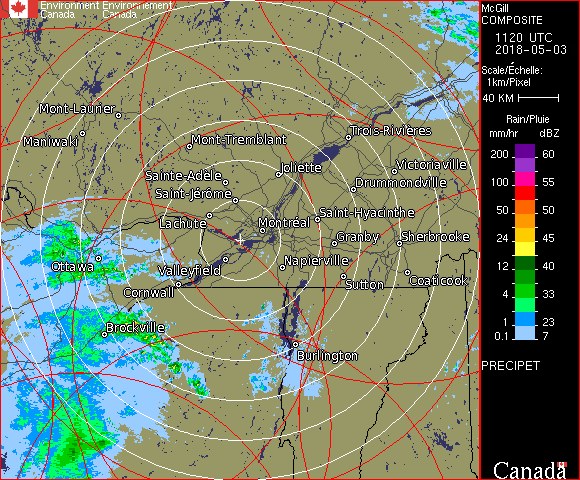 Environment Environnement
Canada Canada
McGill
COMPOSITE
1120 UTC
2018-05-03
Scale/Échelle:
1km/Pixel
40 KM
Rain/Pluie
mm/hr dBZ
200 60
55
100 55
50 50
24 45
12 40
4 33
1 23
0.1 7
PRECIPET
Mont-Laurier
Maniwaki
Mont-Tremblant
Trois-Rivières
Joliette
Victoriaville
Sainte-Adèle
Drummondville
Saint-Jérôme
Lachute
Saint-Hyacinthe
Montréal
Granby
Sherbrooke
Ottawa
Valleyfield
Napierville
Cornwall
Sutton
Coaticook
Brockville
Burlington
Canada